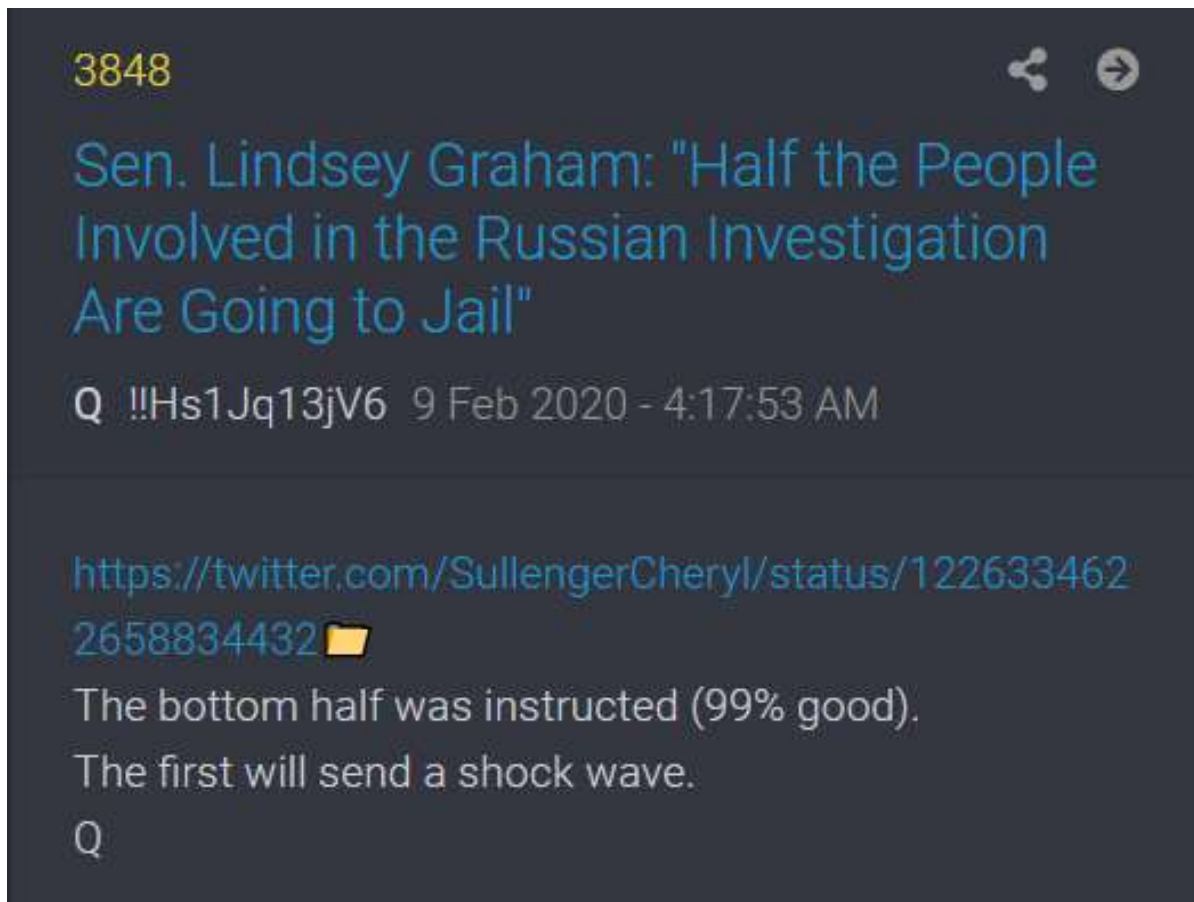 3848
Sen. Lindsey Graham: "Half the People
Involved in the Russian Investigation
Are Going to Jail"
Q !!Hs1Jq13jV6 9 Feb 2020 - 4:17:53 AM
https://twitter.com/SullengerCheryl/status/122633462
2658834432
The bottom half was instructed (99% good).
The first will send a shock wave.
Q